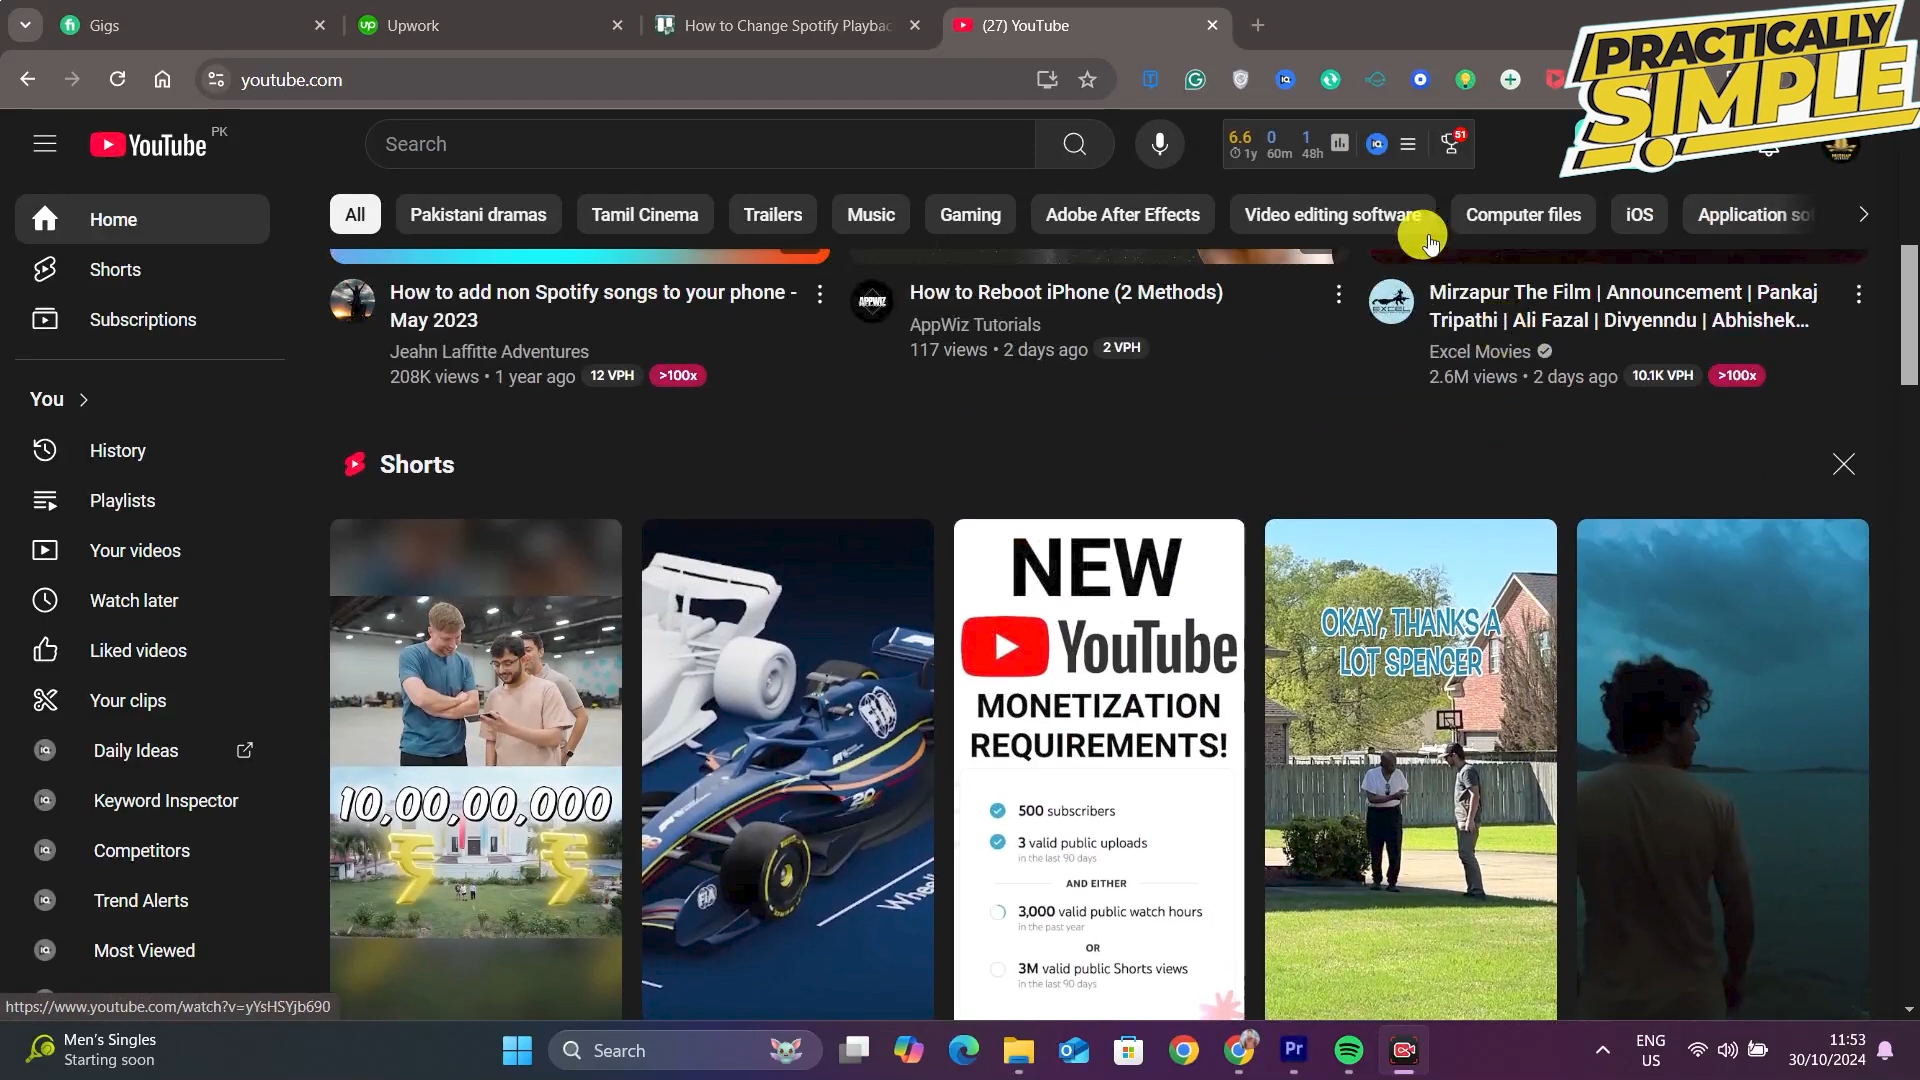 Gigs
Upwork
How to Change Spotify Playbac
(27) YouTube
PRACTICALLY
SIMPLE
youtube.com
YouTube PK
Search
6.6 0 1
1y 60m 48h
51
All
Pakistani dramas
Tamil Cinema
Trailers
Music
Gaming
Adobe After Effects
Video editing software
Computer files
iOS
Application so
Home
Shorts
Subscriptions
You
History
Playlists
Your videos
Watch later
Liked videos
Your clips
Daily Ideas
Keyword Inspector
Competitors
Trend Alerts
Most Viewed
How to add non Spotify songs to your phone -
May 2023
Jeahn Laffitte Adventures
208K views • 1 year ago 12 VPH >100x
APPWIZ
How to Reboot iPhone (2 Methods)
AppWiz Tutorials
117 views • 2 days ago 2 VPH
EXCEL
Mirzapur The Film | Announcement | Pankaj
Tripathi | Ali Fazal | Divyenndu | Abhishek...
Excel Movies
2.6M views • 2 days ago 10.1K VPH >100x
Shorts
10,00,00,000
₹ ₹
FIA
FIA
Wheel
NEW
YouTube
MONETIZATION
REQUIREMENTS!
500 subscribers
3 valid public uploads
in the last 90 days
AND EITHER
3,000 valid public watch hours
in the past year
OR
3M valid public Shorts views
in the last 90 days
OKAY, THANKS A
LOT SPENCER
https://www.youtube.com/watch?v=yYsHSYjb690
Men's Singles
Starting soon
Search
Pr
ENG
US
11:53
30/10/2024